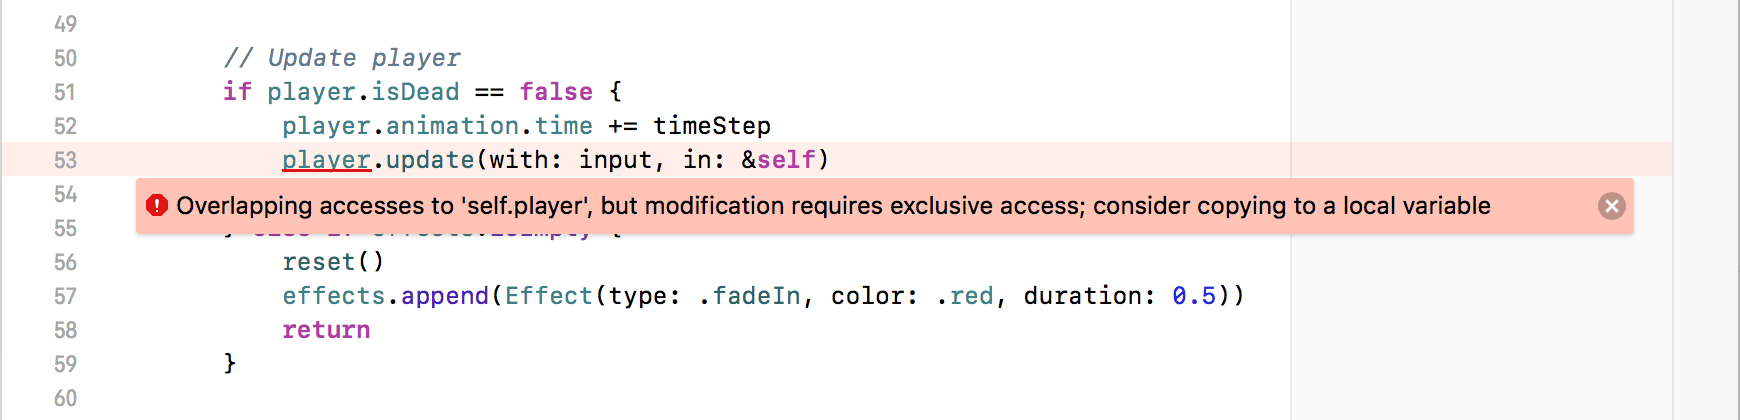 49
50 // Update player
51 if player.isDead == false {
52 player.animation.time += timeStep
53 player.update(with: input, in: &self)
54 Overlapping accesses to 'self.player', but modification requires exclusive access; consider copying to a local variable
55
56 reset()
57 effects.append(Effect(type: .fadeIn, color: .red, duration: 0.5))
58 return
59 }
60